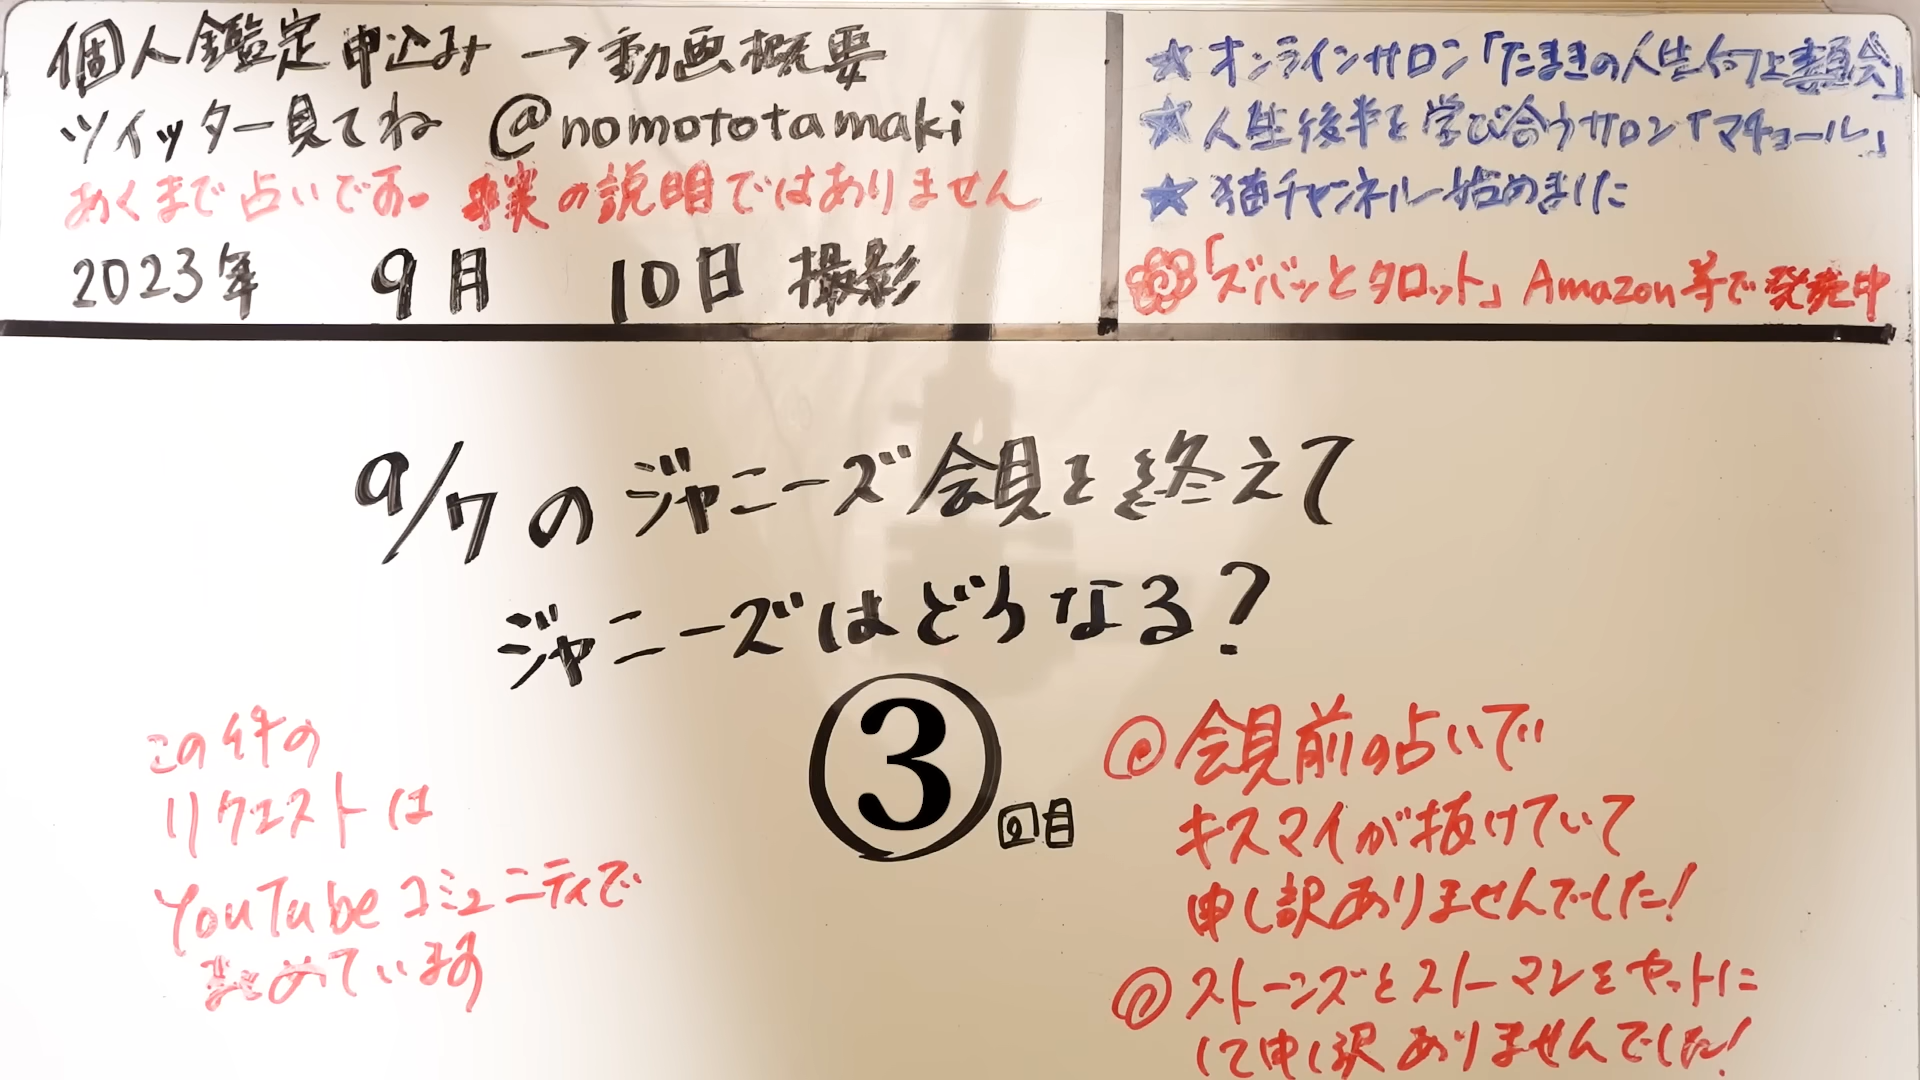 個人鑑定申込み→動画概要
ツイッター見てね @nomototamaki
あくまで占いです。事実の説明ではありません
2023年 9月 10日 撮影
★オンラインサロン「たまきの人生向上委員会」
★人生後半を学び合うサロン「マチョール」
★猫チャンネル始めました
「ズバッとタロット」Amazon等で発売中
9/7のジャニーズ会見を終えて
ジャニーズはどうなる?
③回目
この件の
リクエストは
YouTubeコミュニティで
まとめています
@会見前の占いで
キスマイが抜けていて
申し訳ありませんでした!
@ストーンズとストーマンをセットに
して申し訳ありませんでした!